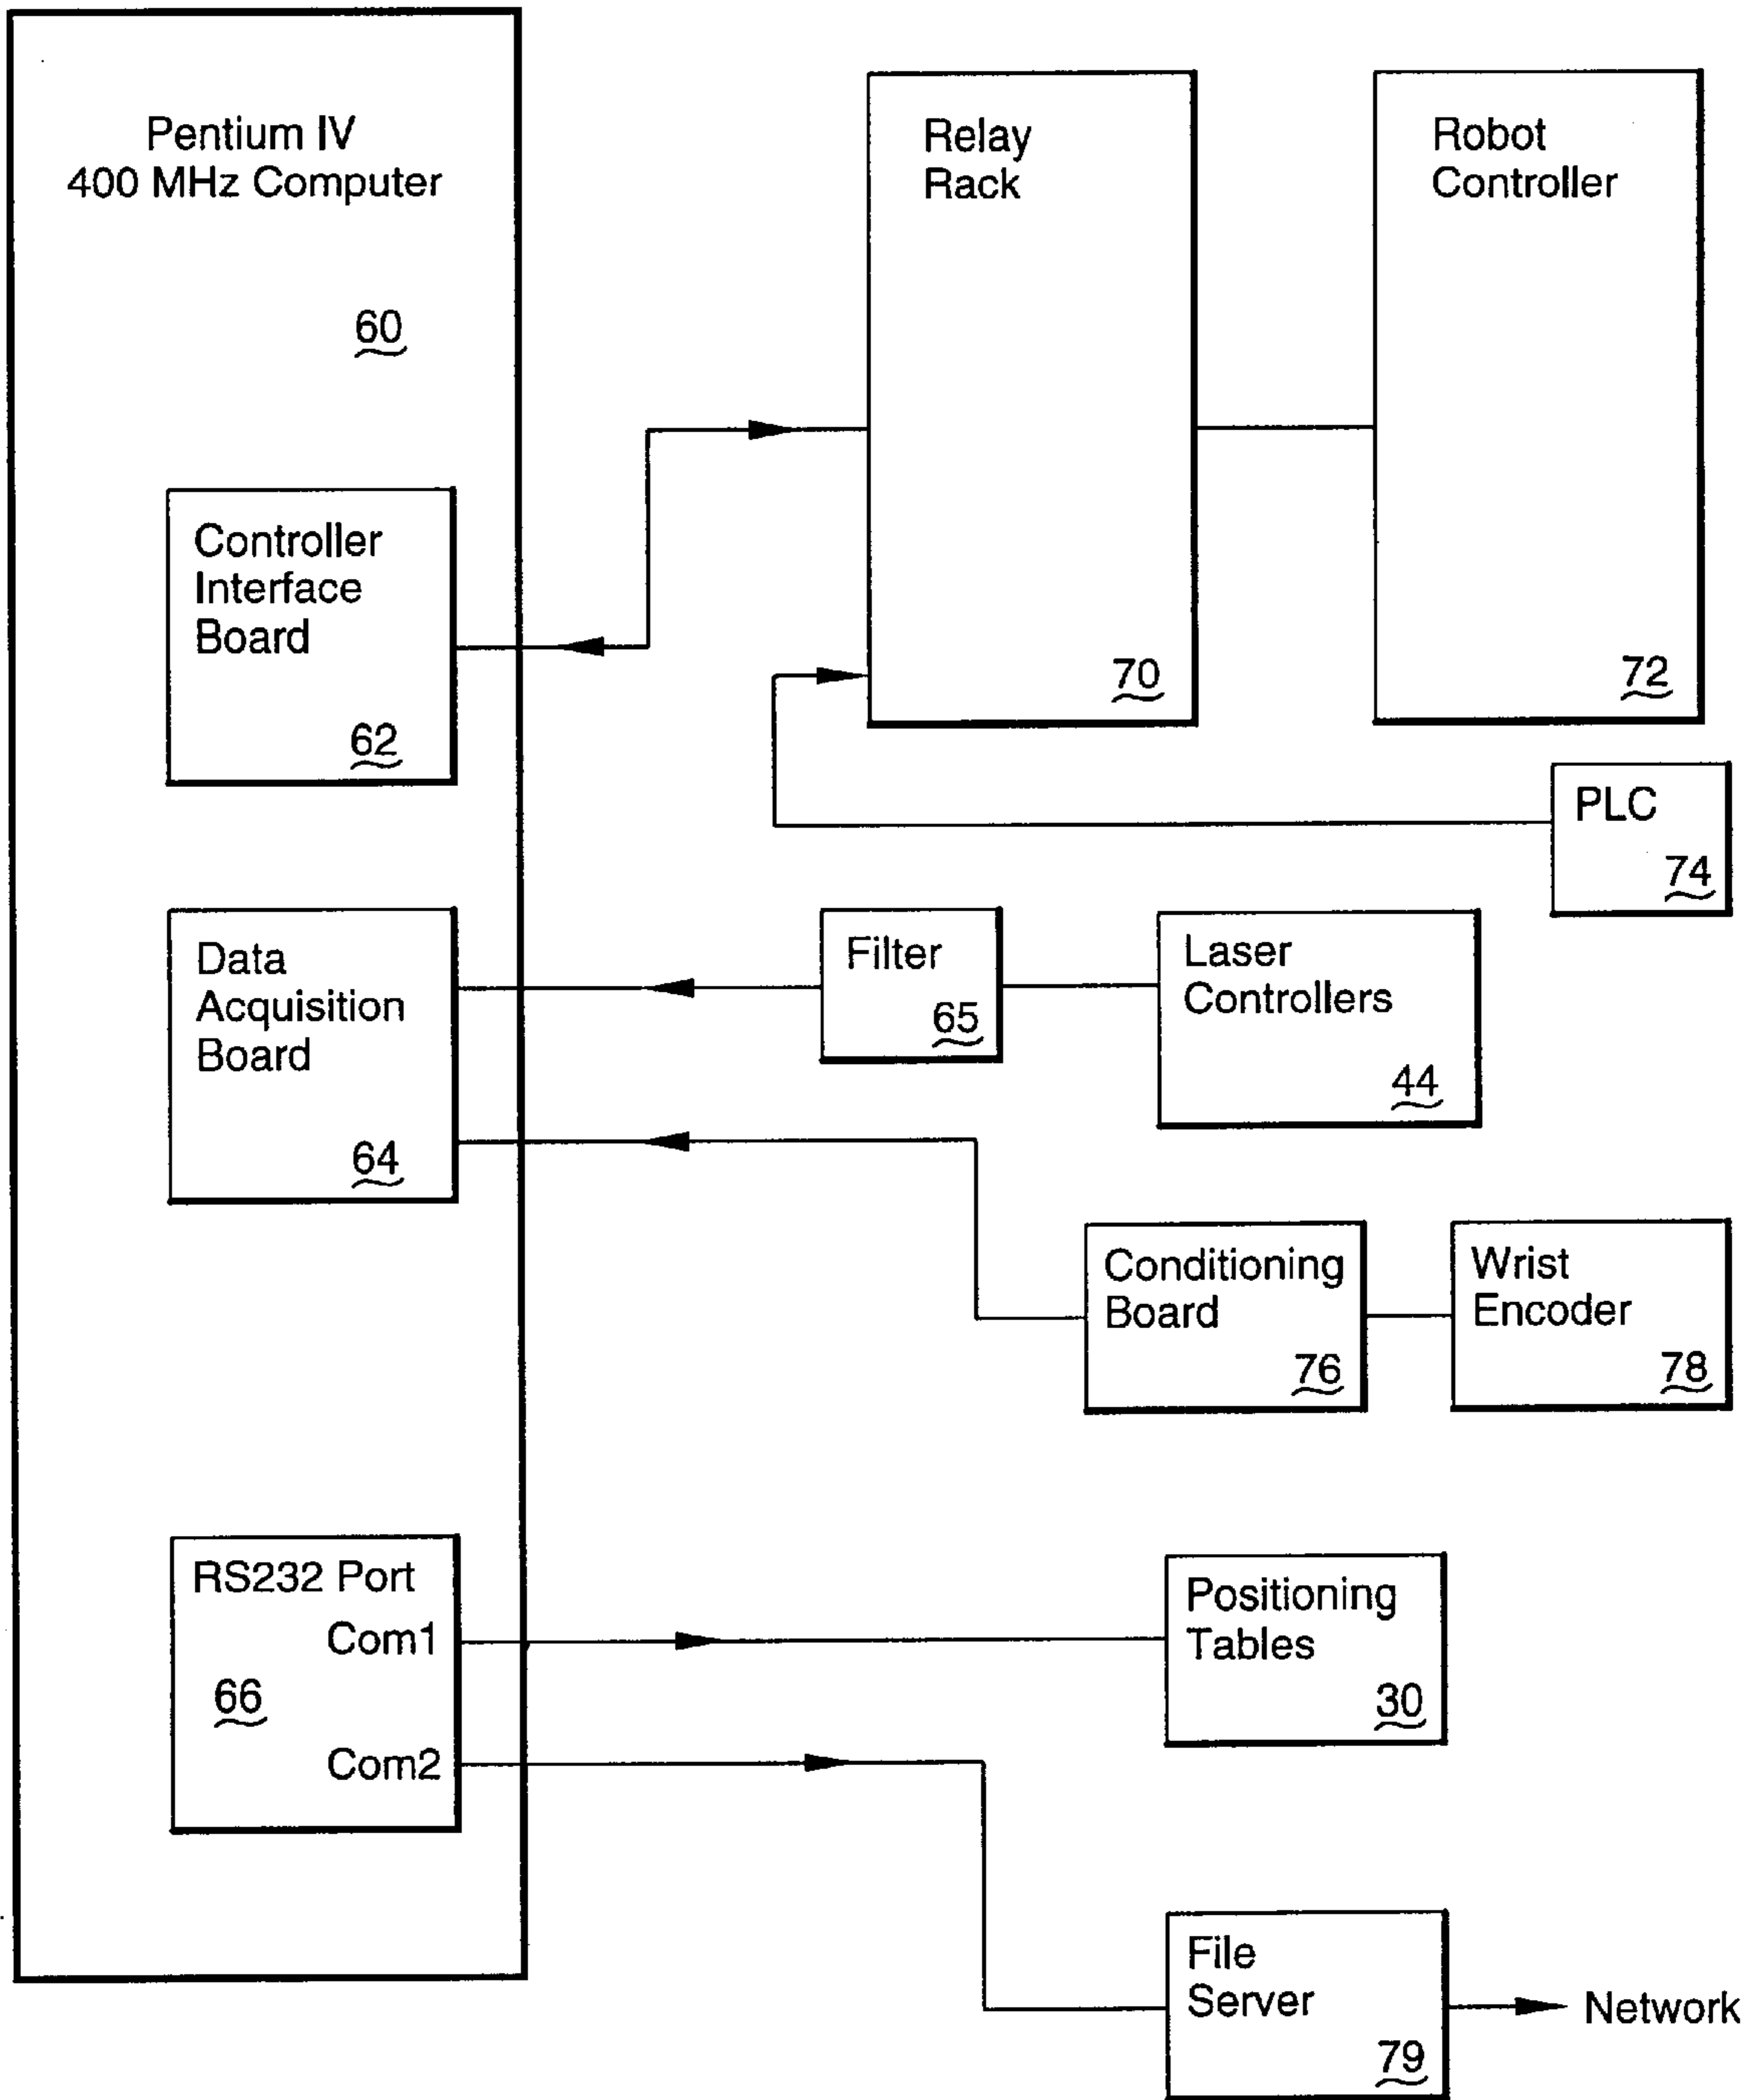 Pentium IV
400 MHz Computer
60
Controller
Interface
Board
62
Relay
Rack
70
Robot
Controller
72
PLC
74
Data
Acquisition
Board
64
Filter
65
Laser
Controllers
44
Conditioning
Board
76
Wrist
Encoder
78
RS232 Port
Com1
66
Com2
Positioning
Tables
30
File
Server
79
Network